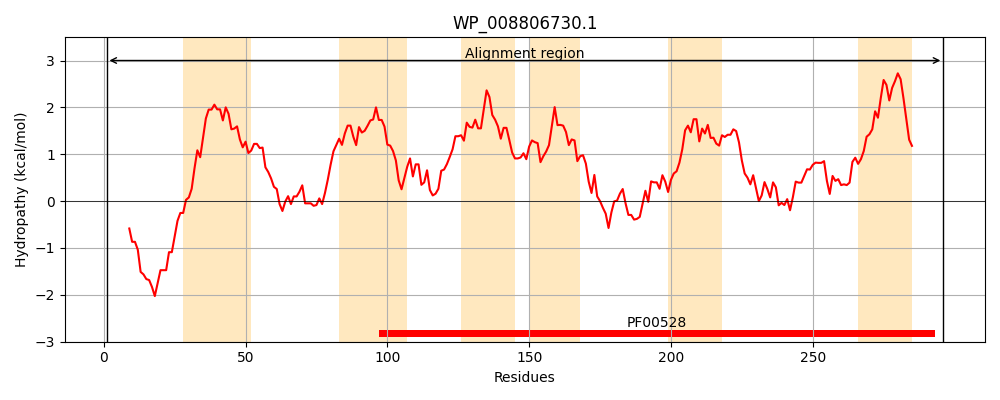 WP_008806730.1
Alignment region
Hydropathy (kcal/mol)
3
2
1
0
−1
−2
−3
PF00528
0 50 100 150 200 250
Residues